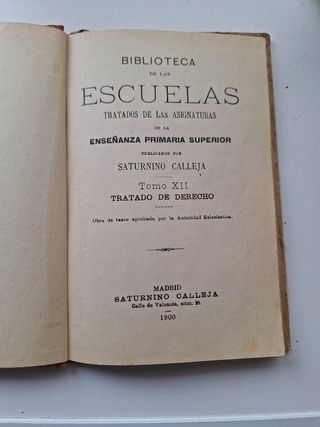 BIBLIOTECA
DE LAS
ESCUELAS
TRATADOS DE LAS ASIGNATURAS
DE LA
ENSEÑANZA PRIMARIA SUPERIOR
PUBLICADOS POR
SATURNINO CALLEJA
Tomo XII
TRATADO DE DERECHO
Obra de texto aprobada por la Autoridad Eclesiástica.
MADRID
SATURNINO CALLEJA
Calle de Valencia, núm. 28.
1900